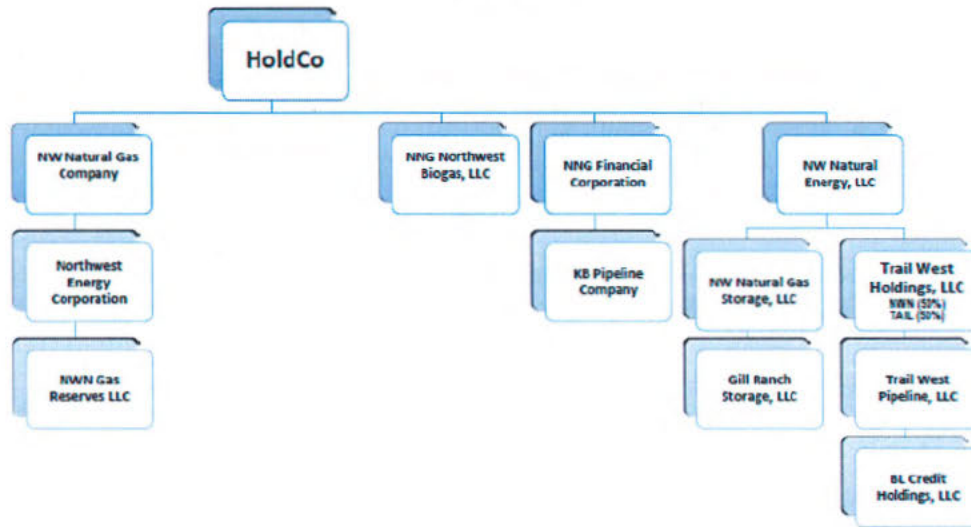 HoldCo
NW Natural Gas
Company
NNG Northwest
Biogas, LLC
NNG Financial
Corporation
NW Natural
Energy, LLC
Northwest
Energy
Corporation
KB Pipeline
Company
NW Natural Gas
Storage, LLC
Trail West
Holdings, LLC
NWN (50%)
TAIL (50%)
NWN Gas
Reserves LLC
Gill Ranch
Storage, LLC
Trail West
Pipeline, LLC
BL Credit
Holdings, LLC